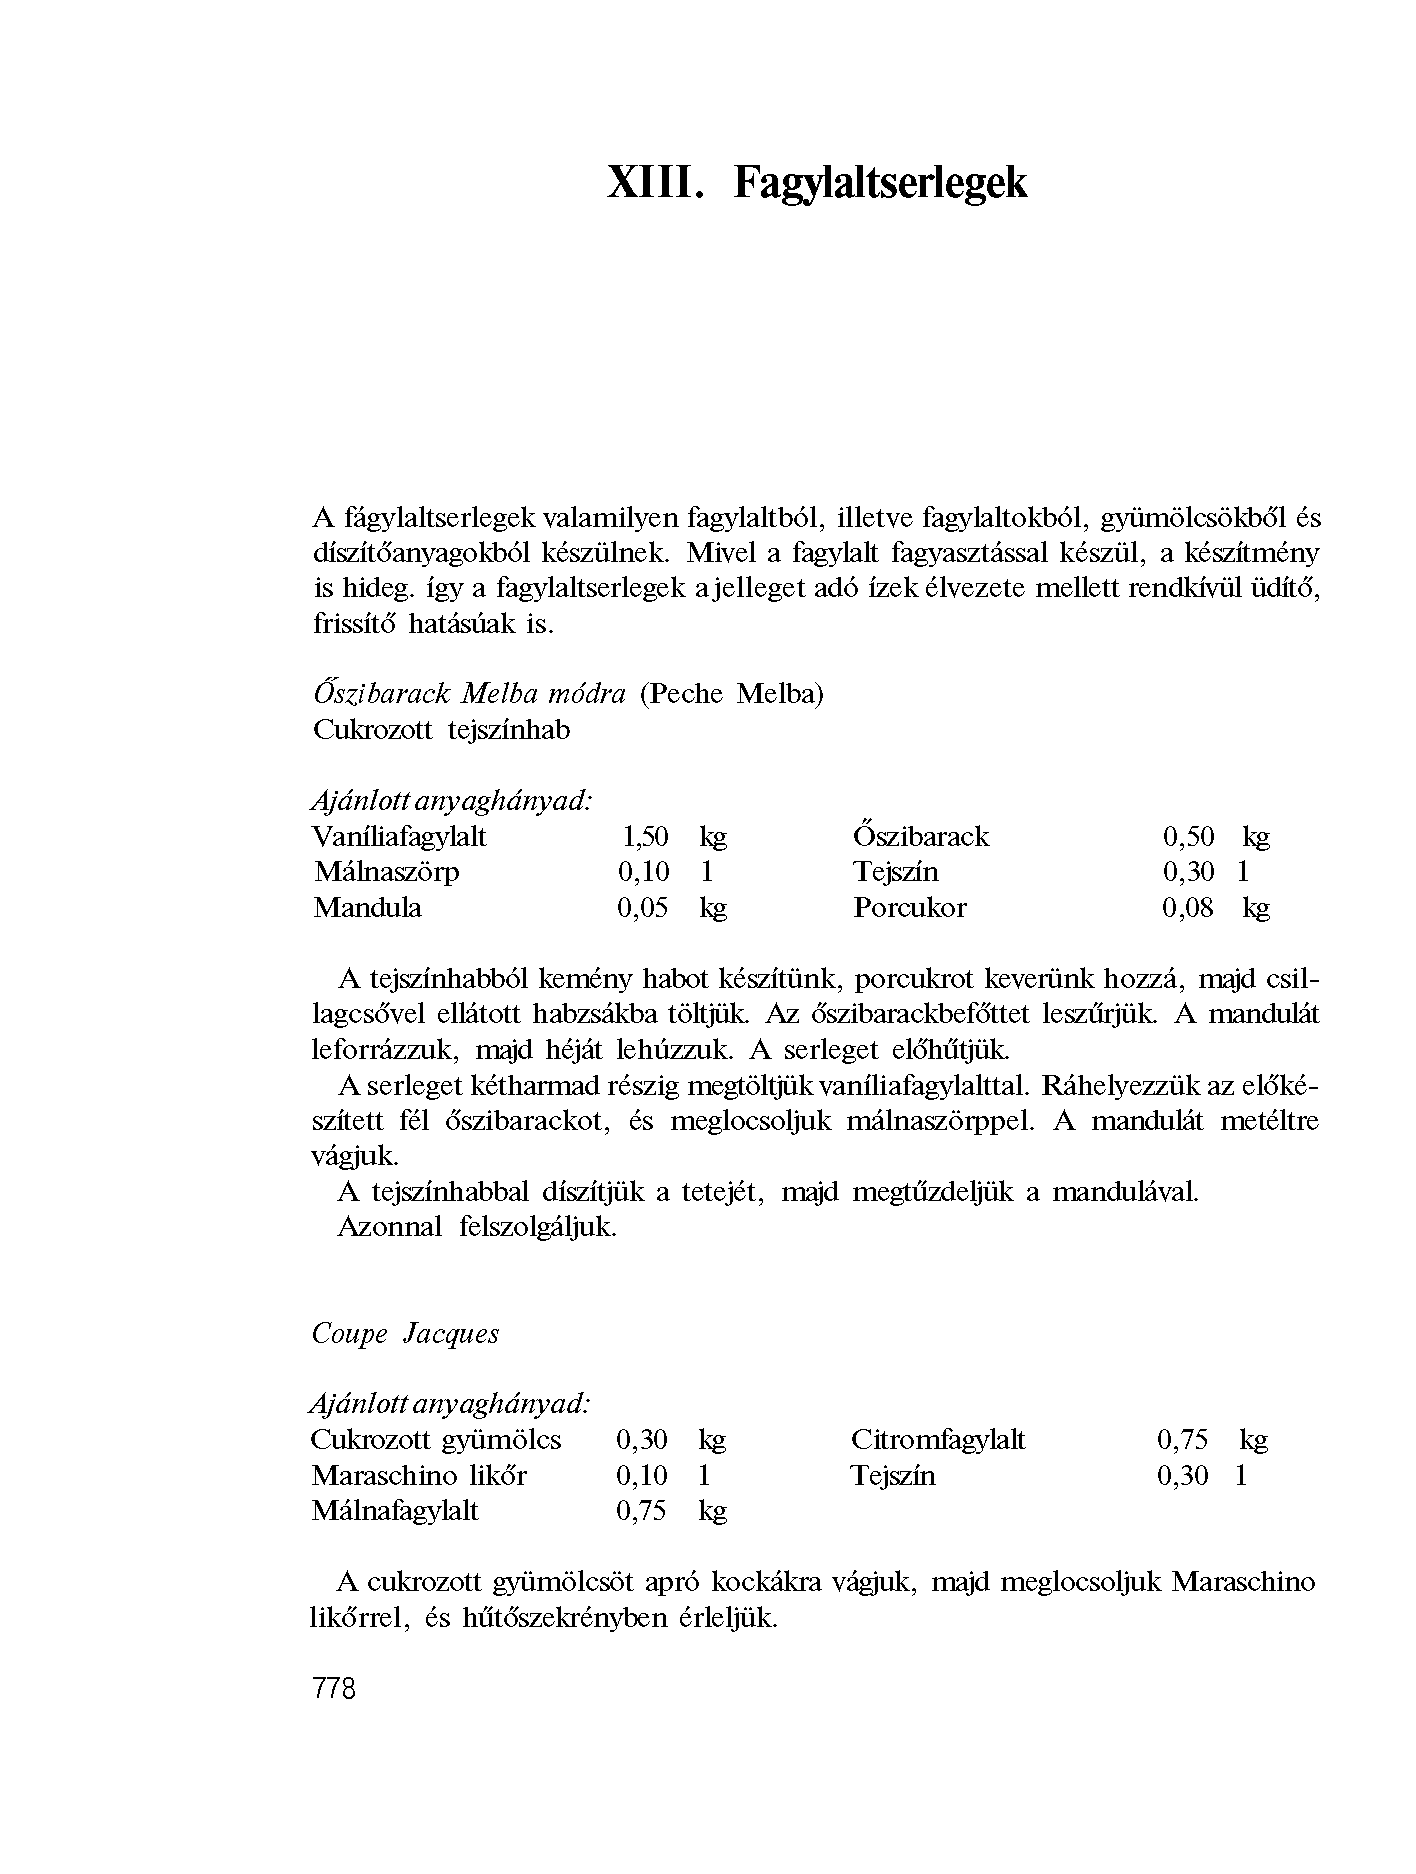 XIII. Fagylaltserlegek
A fágylaltserlegek valamilyen fagylaltból, illetve fagylaltokból, gyümölcsökből és
díszítőanyagokból készülnek. Mivel a fagylalt fagyasztással készül, a készítmény
is hideg. így a fagylaltserlegek a jelleget adó ízek élvezete mellett rendkívül üdítő,
frissítő hatásúak is.
Őszibarack Melba módra (Peche Melba)
Cukrozott tejszínhab
Ajánlott anyaghányad:
Vaníliafagylalt 1,50 kg Őszibarack 0,50 kg
Málnaszörp 0,10 l Tejszín 0,30 l
Mandula 0,05 kg Porcukor 0,08 kg
A tejszínhabból kemény habot készítünk, porcukrot keverünk hozzá, majd csil-
lagcsővel ellátott habzsákba töltjük. Az őszibarackbefőttet leszűrjük. A mandulát
leforrázzuk, majd héját lehúzzuk. A serleget előhűtjük.
A serleget kétharmad részig megtöltjük vaníliafagylalttal. Ráhelyezzük az előké-
szített fél őszibarackot, és meglocsoljuk málnaszörppel. A mandulát metéltre
vágjuk.
A tejszínhabbal díszítjük a tetejét, majd megtűzdeljük a mandulával.
Azonnal felszolgáljuk.
Coupe Jacques
Ajánlott anyaghányad:
Cukrozott gyümölcs 0,30 kg Citromfagylalt 0,75 kg
Maraschino likőr 0,10 l Tejszín 0,30 l
Málnafagylalt 0,75 kg
A cukrozott gyümölcsöt apró kockákra vágjuk, majd meglocsoljuk Maraschino
likőrrel, és hűtőszekrényben érleljük.
778